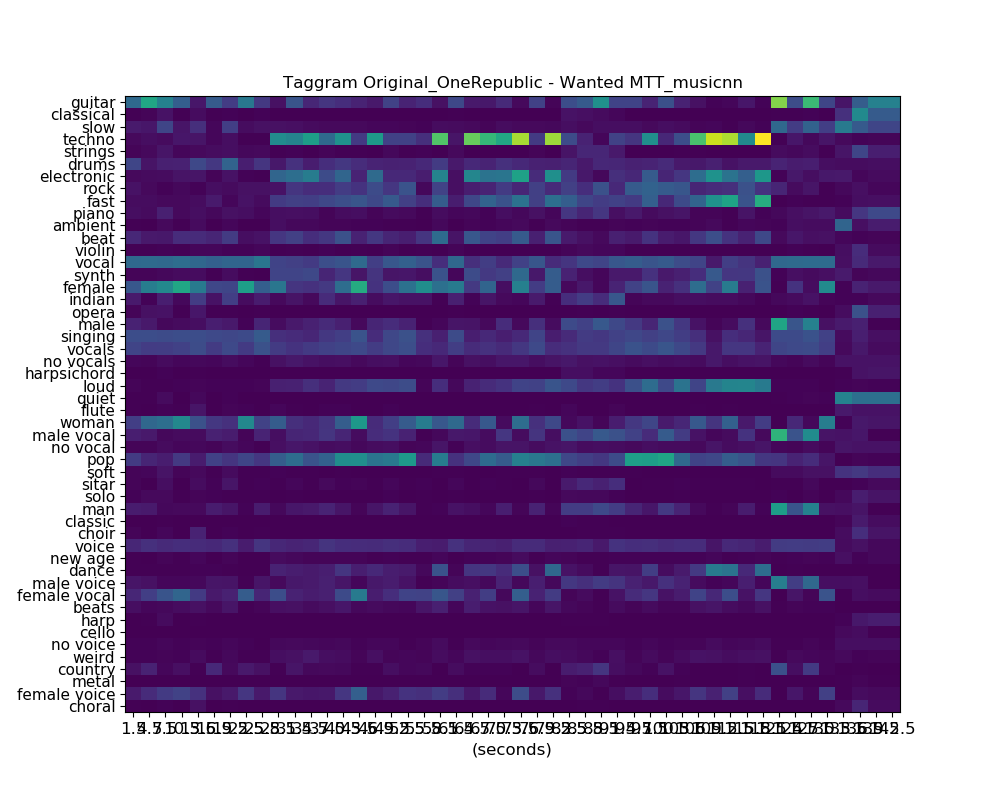 Taggram Original_OneRepublic - Wanted MTT_musicnn
guitar
classical
slow
techno
strings
drums
electronic
rock
fast
piano
ambient
beat
violin
vocal
synth
female
indian
opera
male
singing
vocals
no vocals
harpsichord
loud
quiet
flute
woman
male vocal
no vocal
pop
soft
sitar
solo
man
classic
choir
voice
new age
dance
male voice
female vocal
beats
harp
cello
no voice
weird
country
metal
female voice
choral
(seconds)